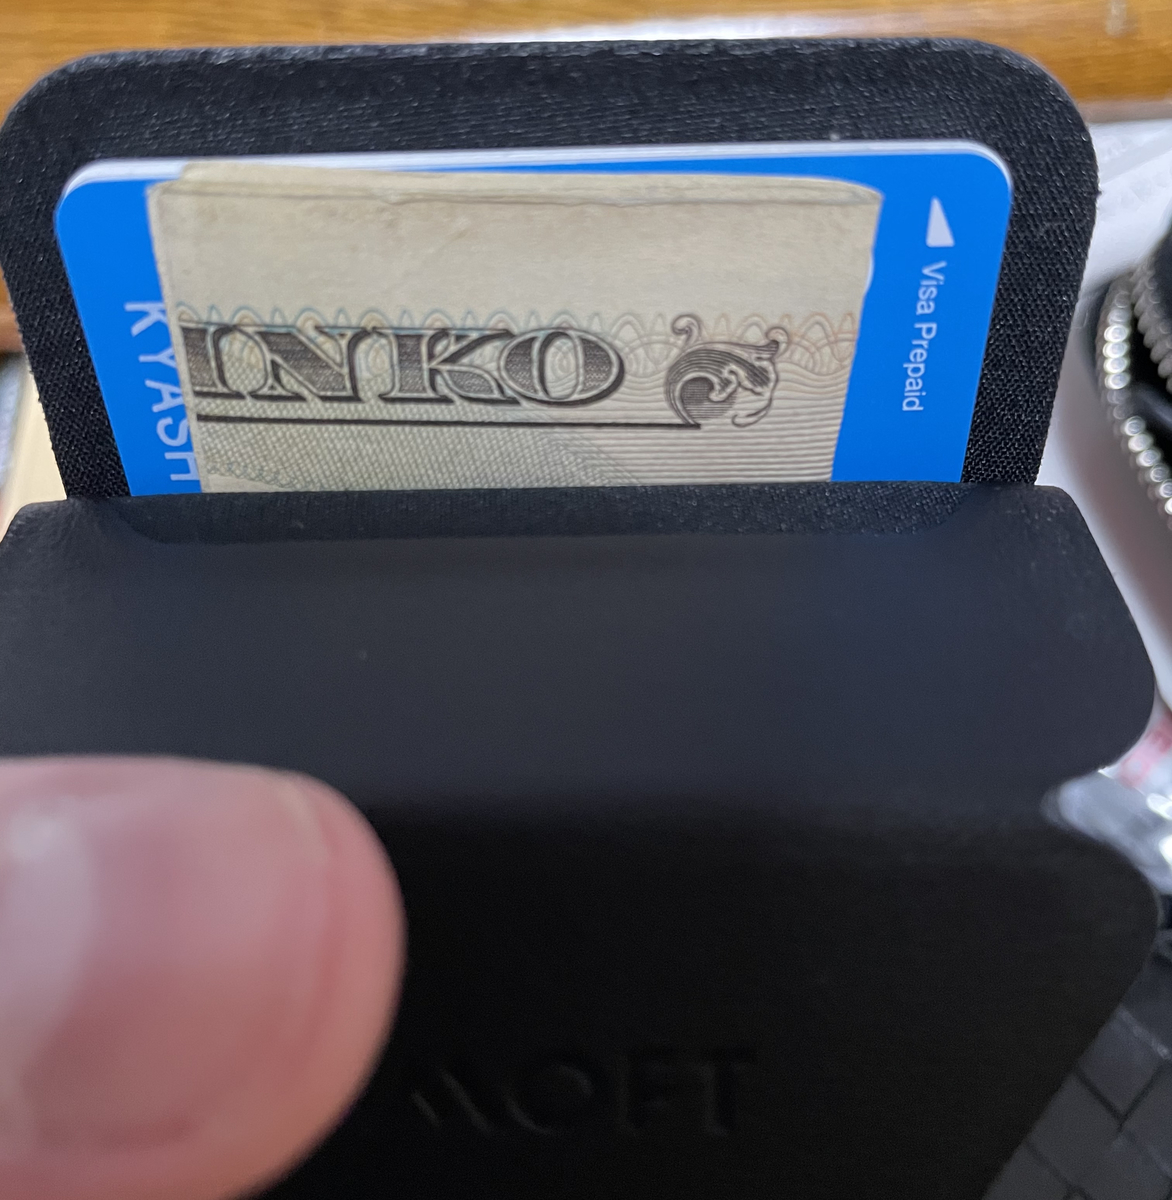 INKO
KYASH
Visa Prepaid
MOFT